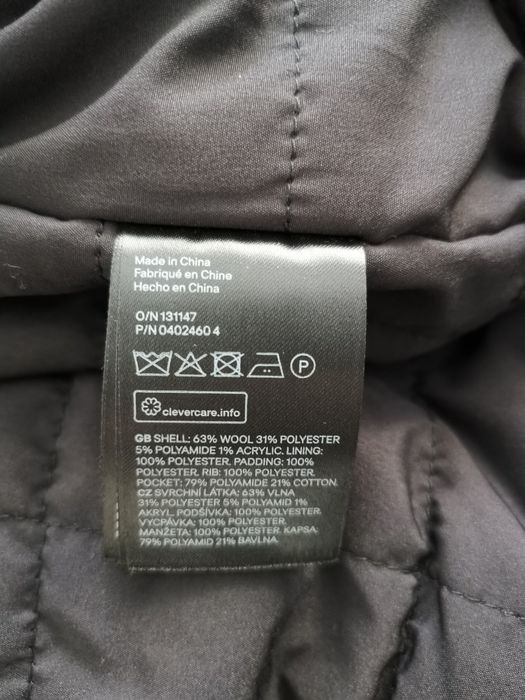 Made in China
Fabriqué en Chine
Hecho en China
O/N 131147
P/N 0402460 4
P
clevercare.info
GB SHELL: 63% WOOL 31% POLYESTER
5% POLYAMIDE 1% ACRYLIC. LINING:
100% POLYESTER. PADDING: 100%
POLYESTER. RIB: 100% POLYESTER.
POCKET: 79% POLYAMIDE 21% COTTON.
CZ SVRCHNÍ LÁTKA: 63% VLNA
31% POLYESTER 5% POLYAMID 1%
AKRYL. PODŠÍVKA: 100% POLYESTER.
VYCPÁVKA: 100% POLYESTER.
MANŽETA: 100% POLYESTER. KAPSA:
79% POLYAMID 21% BAVLNA